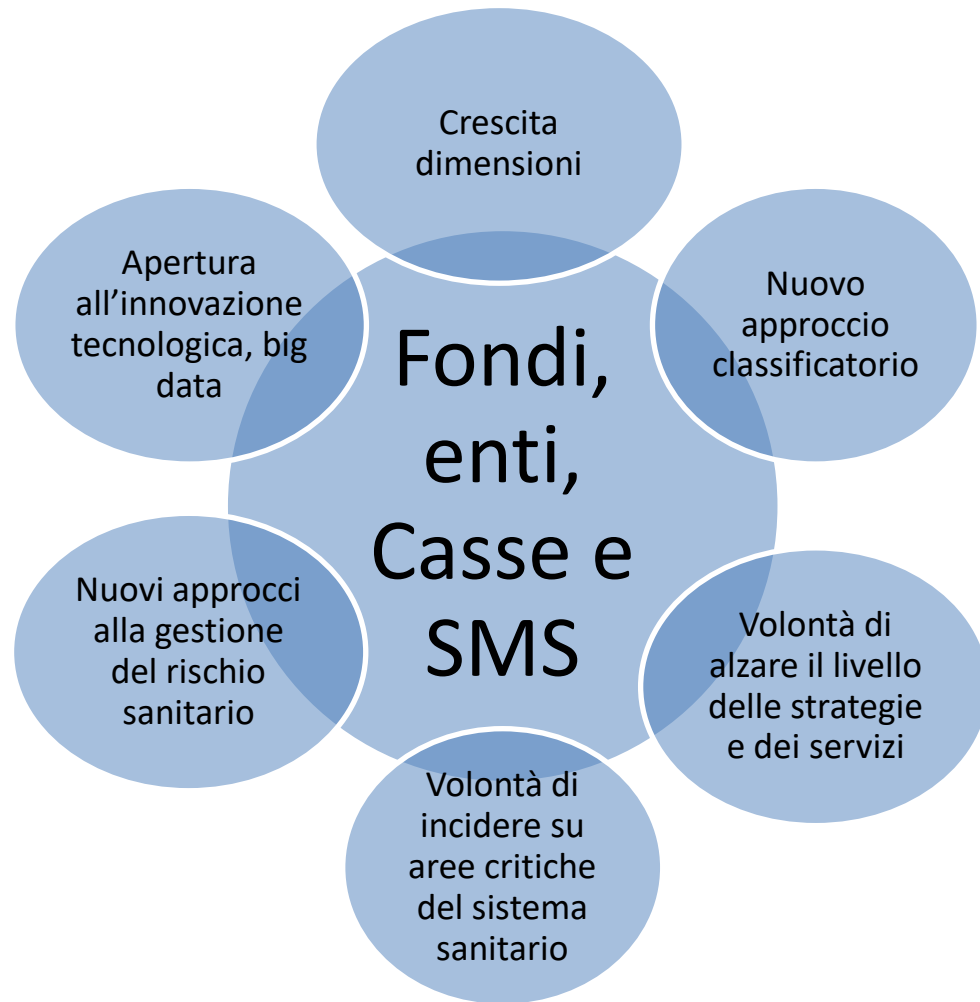 Crescita
dimensioni
Nuovo
approccio
classificatorio
Volontà di
alzare il livello
delle strategie
e dei servizi
Volontà di
incidere su
aree critiche
del sistema
sanitario
Nuovi approcci
alla gestione
del rischio
sanitario
Apertura
all’innovazione
tecnologica, big
data
Fondi,
enti,
Casse e
SMS